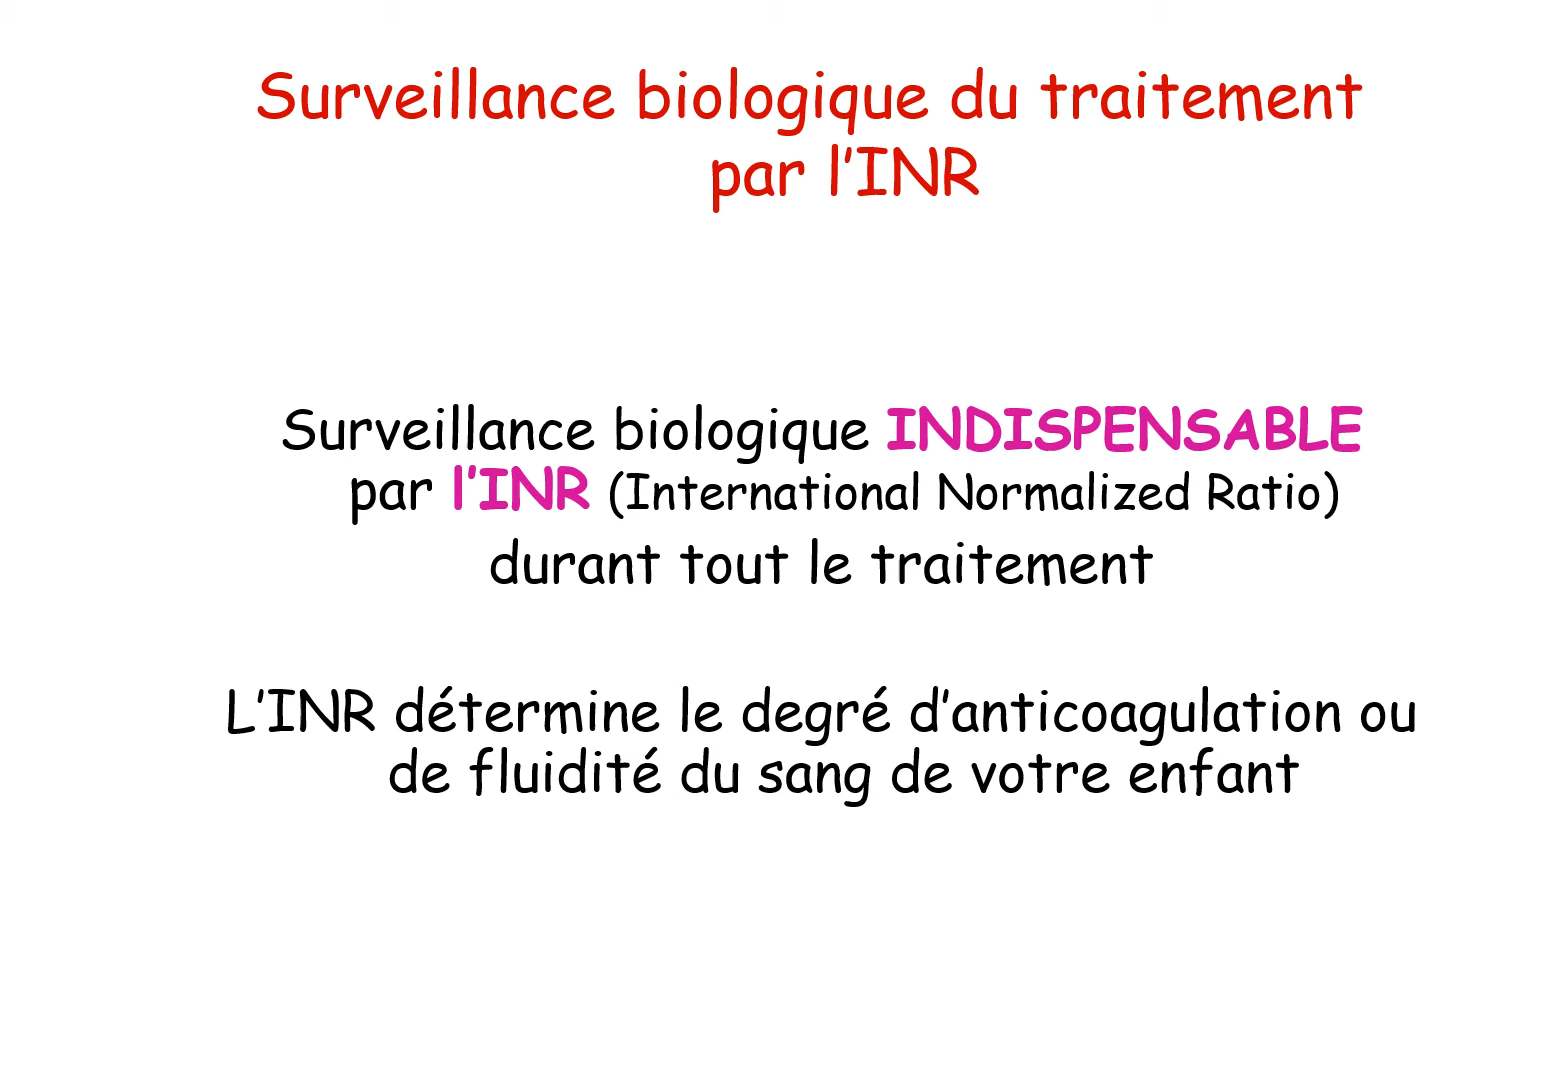 Surveillance biologique du traitement
par l’INR
Surveillance biologique INDISPENSABLE
par l’INR (International Normalized Ratio)
durant tout le traitement
L’INR détermine le degré d’anticoagulation ou
de fluidité du sang de votre enfant